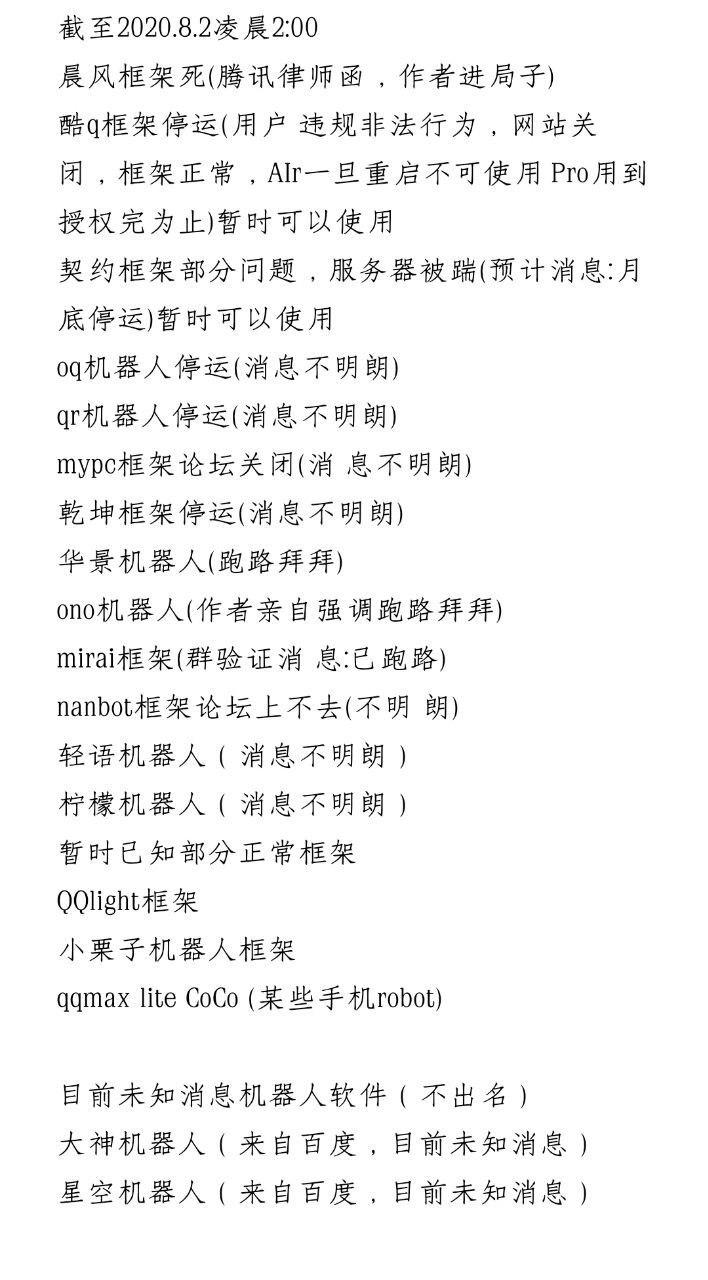 截至2020.8.2凌晨2:00
晨风框架死(腾讯律师函，作者进局子)
酷q框架停运(用户 违规非法行为，网站关
闭，框架正常，AIr一旦重启不可使用 Pro用到
授权完为止)暂时可以使用
契约框架部分问题，服务器被踹(预计消息:月
底停运)暂时可以使用
oq机器人停运(消息不明朗)
qr机器人停运(消息不明朗)
mypc框架论坛关闭(消 息不明朗)
乾坤框架停运(消息不明朗)
华景机器人(跑路拜拜)
ono机器人(作者亲自强调跑路拜拜)
mirai框架(群验证消 息:已跑路)
nanbot框架论坛上不去(不明 朗)
轻语机器人（消息不明朗）
柠檬机器人（消息不明朗）
暂时已知部分正常框架
QQlight框架
小栗子机器人框架
qqmax lite CoCo (某些手机robot)
目前未知消息机器人软件（不出名）
大神机器人（来自百度，目前未知消息）
星空机器人（来自百度，目前未知消息）